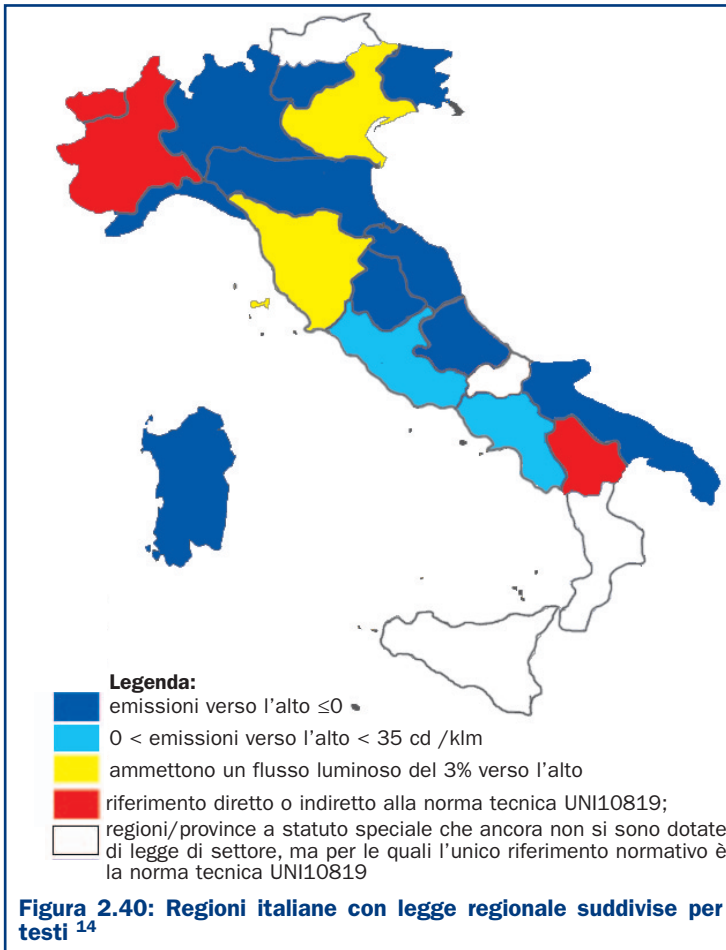 Legenda:
emissioni verso l'alto ≤0
0 < emissioni verso l'alto < 35 cd /klm
ammettono un flusso luminoso del 3% verso l'alto
riferimento diretto o indiretto alla norma tecnica UNI10819;
regioni/province a statuto speciale che ancora non si sono dotate
di legge di settore, ma per le quali l'unico riferimento normativo è
la norma tecnica UNI10819
Figura 2.40: Regioni italiane con legge regionale suddivise per
testi 14